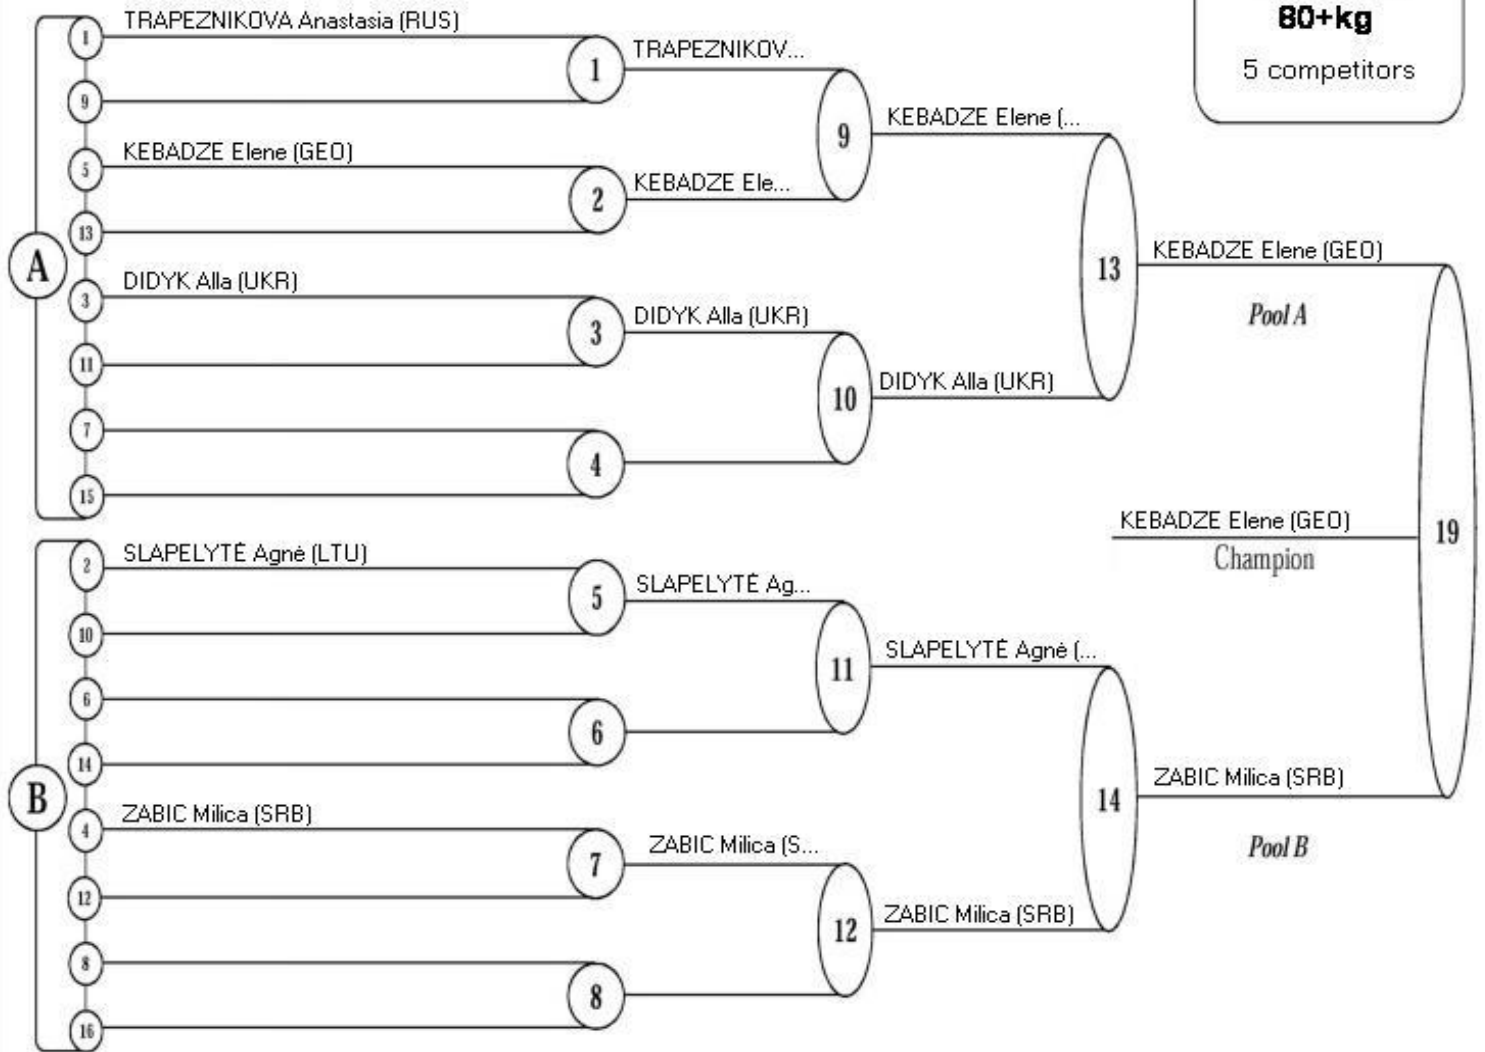 80+kg
5 competitors
A
1
TRAPEZNIKOVA Anastasia (RUS)
9
1
TRAPEZNIKOV...
5
KEBADZE Elene (GEO)
13
2
KEBADZE Ele...
9
KEBADZE Elene (...
3
DIDYK Alla (UKR)
11
3
DIDYK Alla (UKR)
7
15
4
10
DIDYK Alla (UKR)
13
KEBADZE Elene (GEO)
Pool A
B
2
SLAPELYTĖ Agnė (LTU)
10
5
SLAPELYTĖ Ag...
6
14
6
11
SLAPELYTĖ Agnė (...
4
ZABIC Milica (SRB)
12
7
ZABIC Milica (S...
8
16
8
12
ZABIC Milica (SRB)
14
ZABIC Milica (SRB)
Pool B
19
KEBADZE Elene (GEO)
Champion